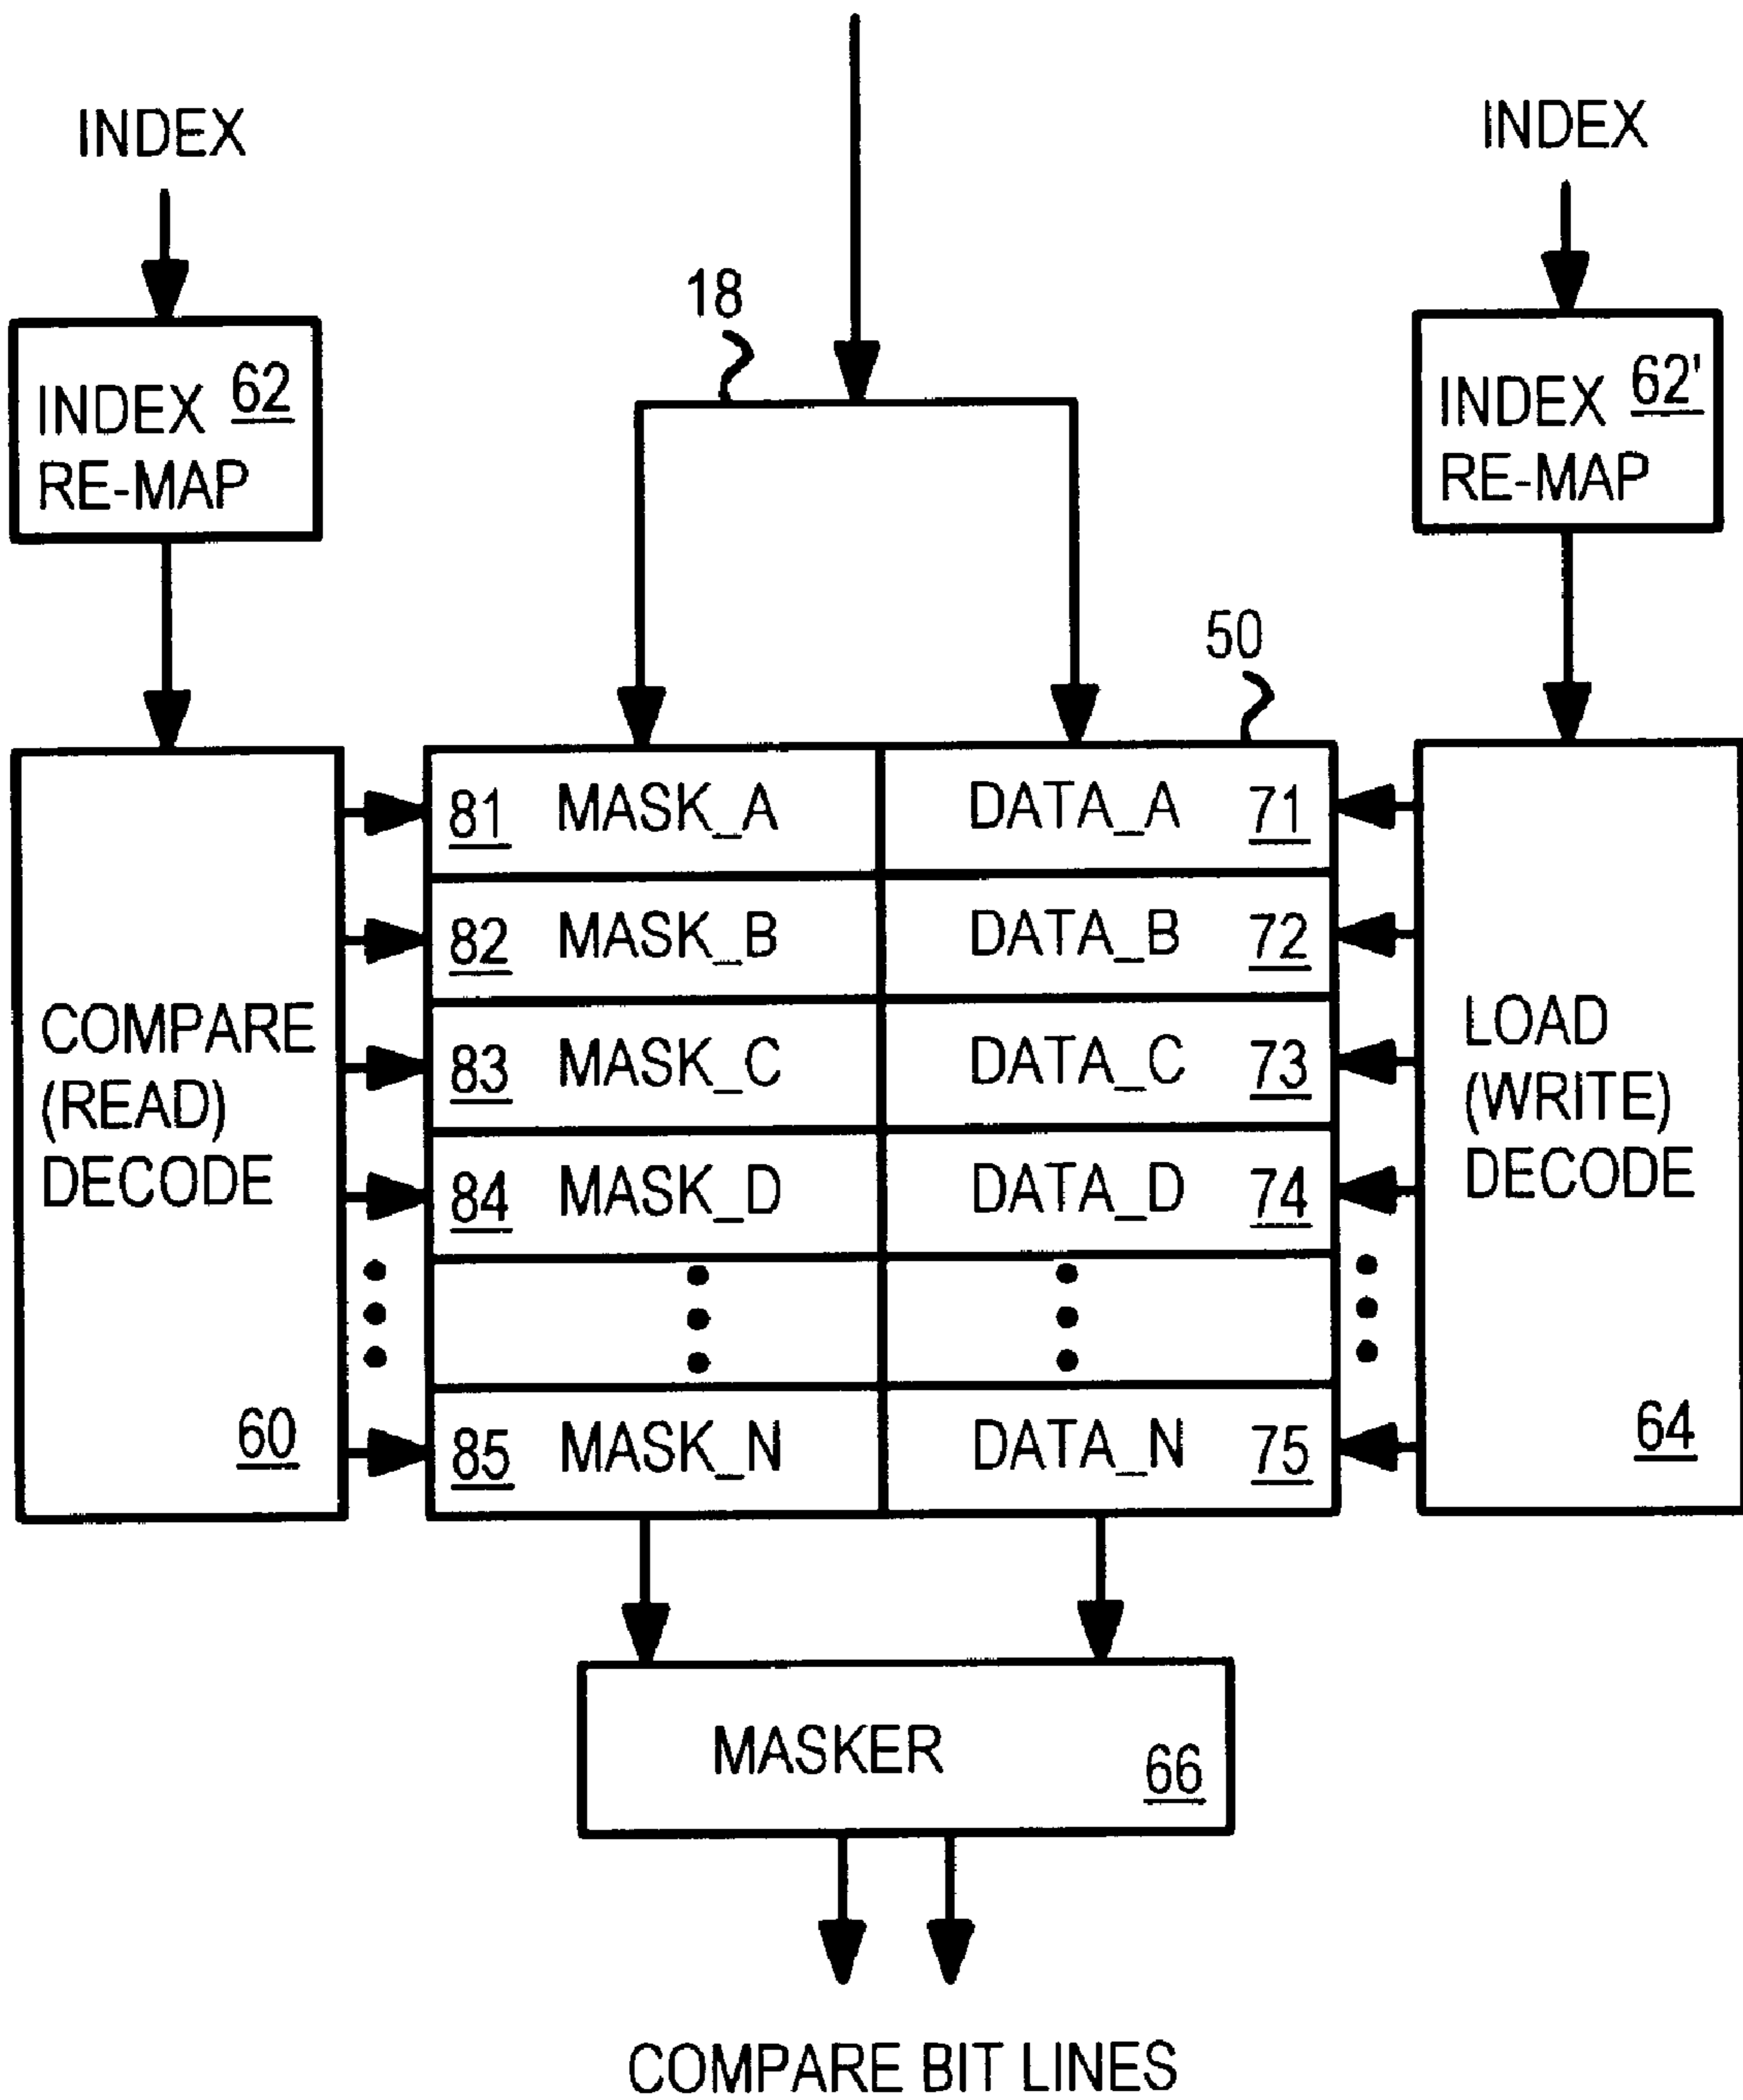 INDEX
INDEX
18
62
INDEX
RE-MAP
62'
INDEX
RE-MAP
50
81 MASK_A DATA_A 71
82 MASK_B DATA_B 72
83 MASK_C DATA_C 73
84 MASK_D DATA_D 74
85 MASK_N DATA_N 75
COMPARE
(READ)
DECODE
60
LOAD
(WRITE)
DECODE
64
MASKER
66
COMPARE BIT LINES